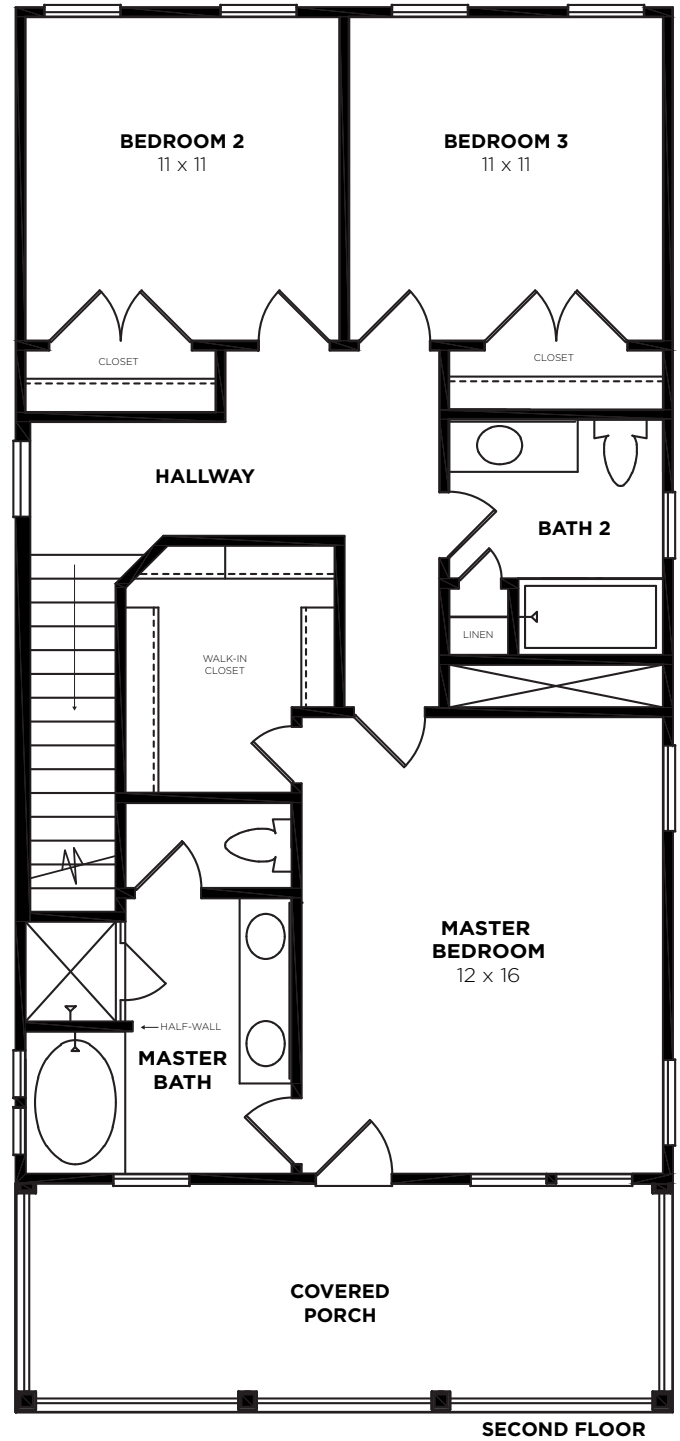 BEDROOM 2
11 x 11
BEDROOM 3
11 x 11
CLOSET
CLOSET
HALLWAY
BATH 2
LINEN
WALK-IN
CLOSET
MASTER
BEDROOM
12 x 16
HALF-WALL
MASTER
BATH
COVERED
PORCH
SECOND FLOOR